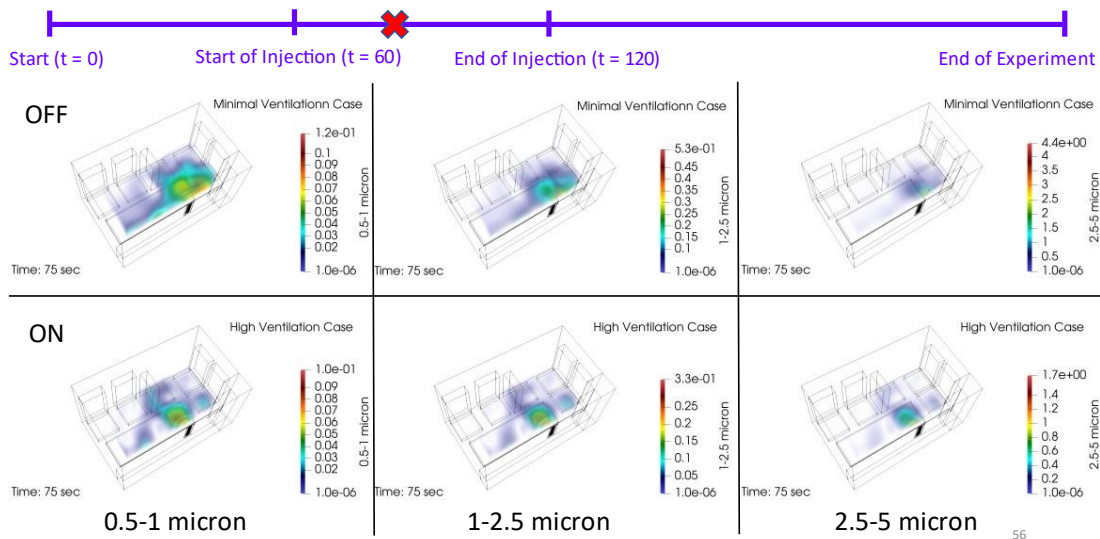 Start (t = 0)
Start of Injection (t = 60)
End of Injection (t = 120)
End of Experiment
OFF
Minimal Ventilationn Case
1.2e-01
0.1
0.09
0.08
0.07
0.06
0.05
0.04
0.03
0.02
1.0e-06
0.5-1 micron
Time: 75 sec
Minimal Ventilationn Case
5.3e-01
0.45
0.4
0.35
0.3
0.25
0.2
0.15
0.1
1.0e-06
1-2.5 micron
Time: 75 sec
Minimal Ventilationn Case
4.4e+00
4
3.5
3
2.5
2
1.5
1
0.5
1.0e-06
2.5-5 micron
Time: 75 sec
ON
High Ventilation Case
1.0e-01
0.09
0.08
0.07
0.06
0.05
0.04
0.03
0.02
1.0e-06
0.5-1 micron
Time: 75 sec
High Ventilation Case
3.3e-01
0.25
0.2
0.15
0.1
0.05
1.0e-06
1-2.5 micron
Time: 75 sec
High Ventilation Case
1.7e+00
1.4
1.2
1
0.8
0.6
0.4
0.2
1.0e-06
2.5-5 micron
Time: 75 sec
0.5-1 micron
1-2.5 micron
2.5-5 micron
56